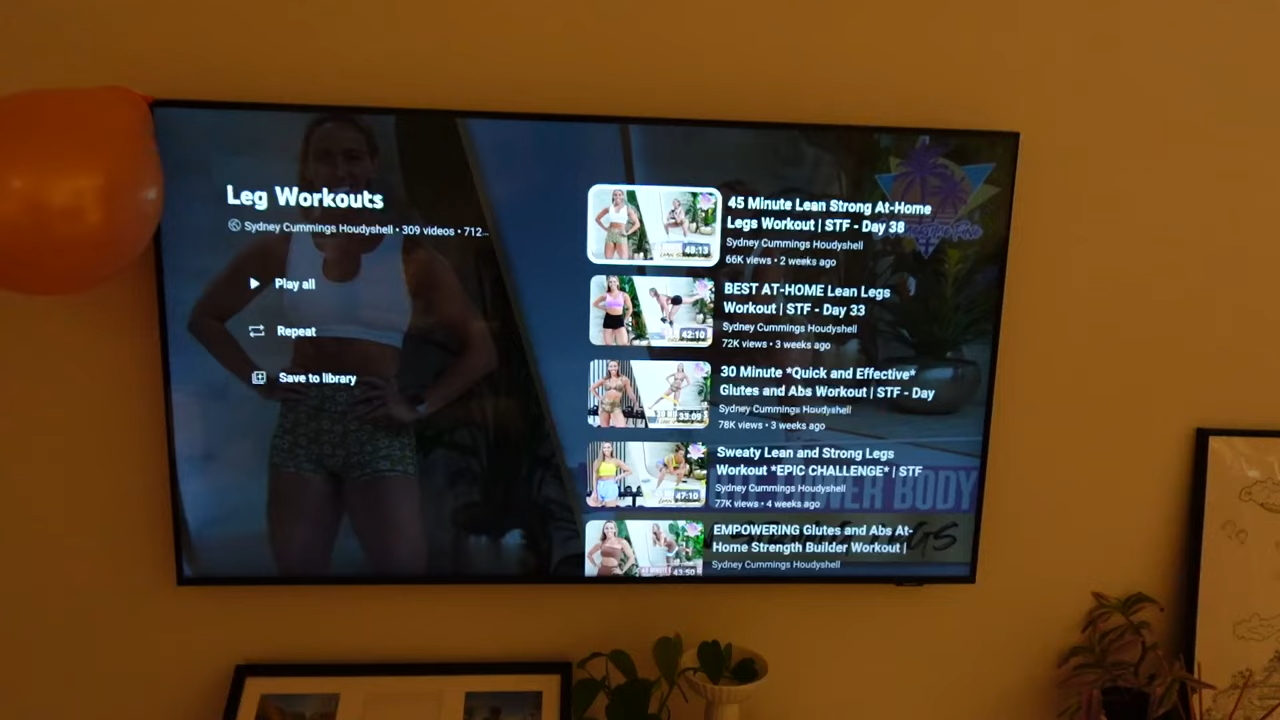 Leg Workouts
Sydney Cummings Houdyshell • 309 videos • 712...
Play all
Repeat
Save to library
48:13
45 Minute Lean Strong At-Home
Legs Workout | STF - Day 38
Sydney Cummings Houdyshell
66K views • 2 weeks ago
42:10
BEST AT-HOME Lean Legs
Workout | STF - Day 33
Sydney Cummings Houdyshell
72K views • 3 weeks ago
33:09
30 Minute *Quick and Effective*
Glutes and Abs Workout | STF - Day
Sydney Cummings Houdyshell
78K views • 3 weeks ago
47:10
Sweaty Lean and Strong Legs
Workout *EPIC CHALLENGE* | STF
Sydney Cummings Houdyshell
77K views • 4 weeks ago
43:50
EMPOWERING Glutes and Abs At-
Home Strength Builder Workout |
Sydney Cummings Houdyshell
BODY